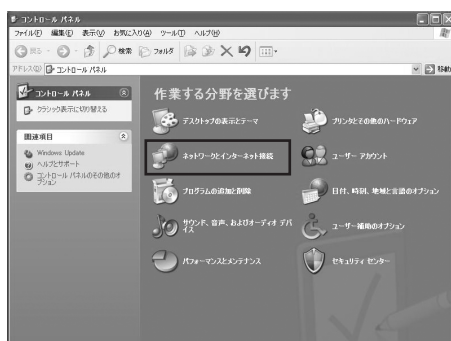 コントロール パネル
ファイル(F) 編集(E) 表示(V) お気に入り(A) ツール(T) ヘルプ(H)
戻る 検索 フォルダ
アドレス(D) コントロール パネル 移動
コントロール パネル
クラシック表示に切り替える
関連項目
Windows Update
ヘルプとサポート
コントロール パネルのその他のオプション
作業する分野を選びます
デスクトップの表示とテーマ
プリンタとその他のハードウェア
ネットワークとインターネット接続
ユーザー アカウント
プログラムの追加と削除
日付、時刻、地域と言語のオプション
サウンド、音声、およびオーディオ デバイス
ユーザー補助のオプション
パフォーマンスとメンテナンス
セキュリティ センター